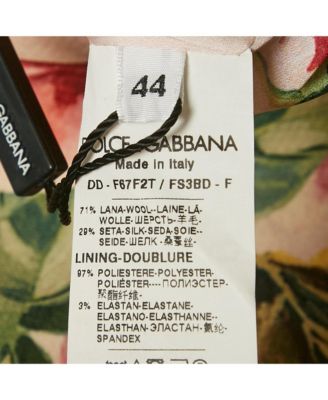 44
GABBANA
DOLCE GABBANA
Made in Italy
DD - F67F2T / FS3BD - F
71% LANA-WOOL-LAINE-LÁ-
WOLLE-ШЕРСТЬ-羊毛
29% SETA-SILK-SEDA-SOIE-
SEIDE-ШЕЛК-桑蚕丝
LINING-DOUBLURE
97% POLIESTERE-POLYESTER-
POLIESTER-ПОЛИЭСТЕР-
聚酯纤维
3% ELASTAN-ELASTANE-
ELASTANO-ELASTHANNE-
ELASTHAN-ЭЛАСТАН-氨纶-
SPANDEX